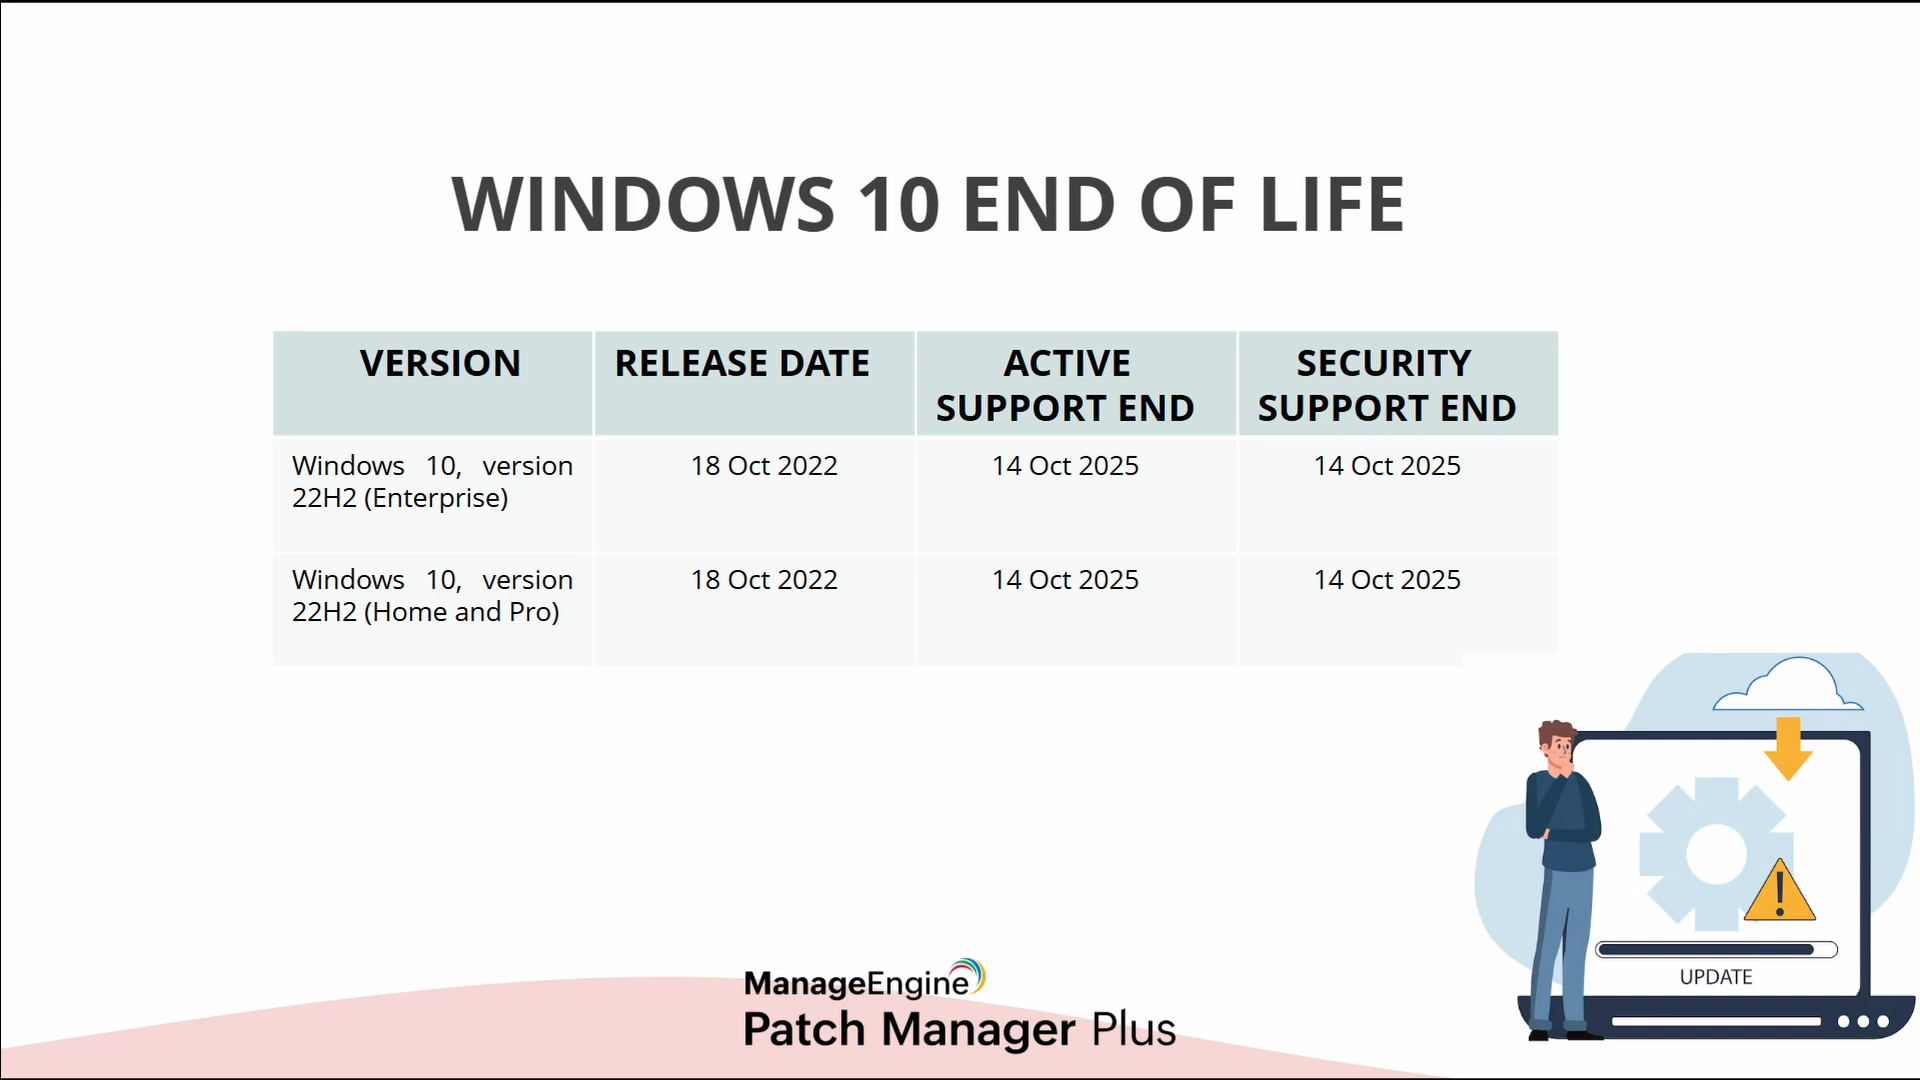 WINDOWS 10 END OF LIFE
VERSION
RELEASE DATE
ACTIVE
SUPPORT END
SECURITY
SUPPORT END
Windows 10, version
22H2 (Enterprise)
18 Oct 2022
14 Oct 2025
14 Oct 2025
Windows 10, version
22H2 (Home and Pro)
18 Oct 2022
14 Oct 2025
14 Oct 2025
UPDATE
ManageEngine
Patch Manager Plus